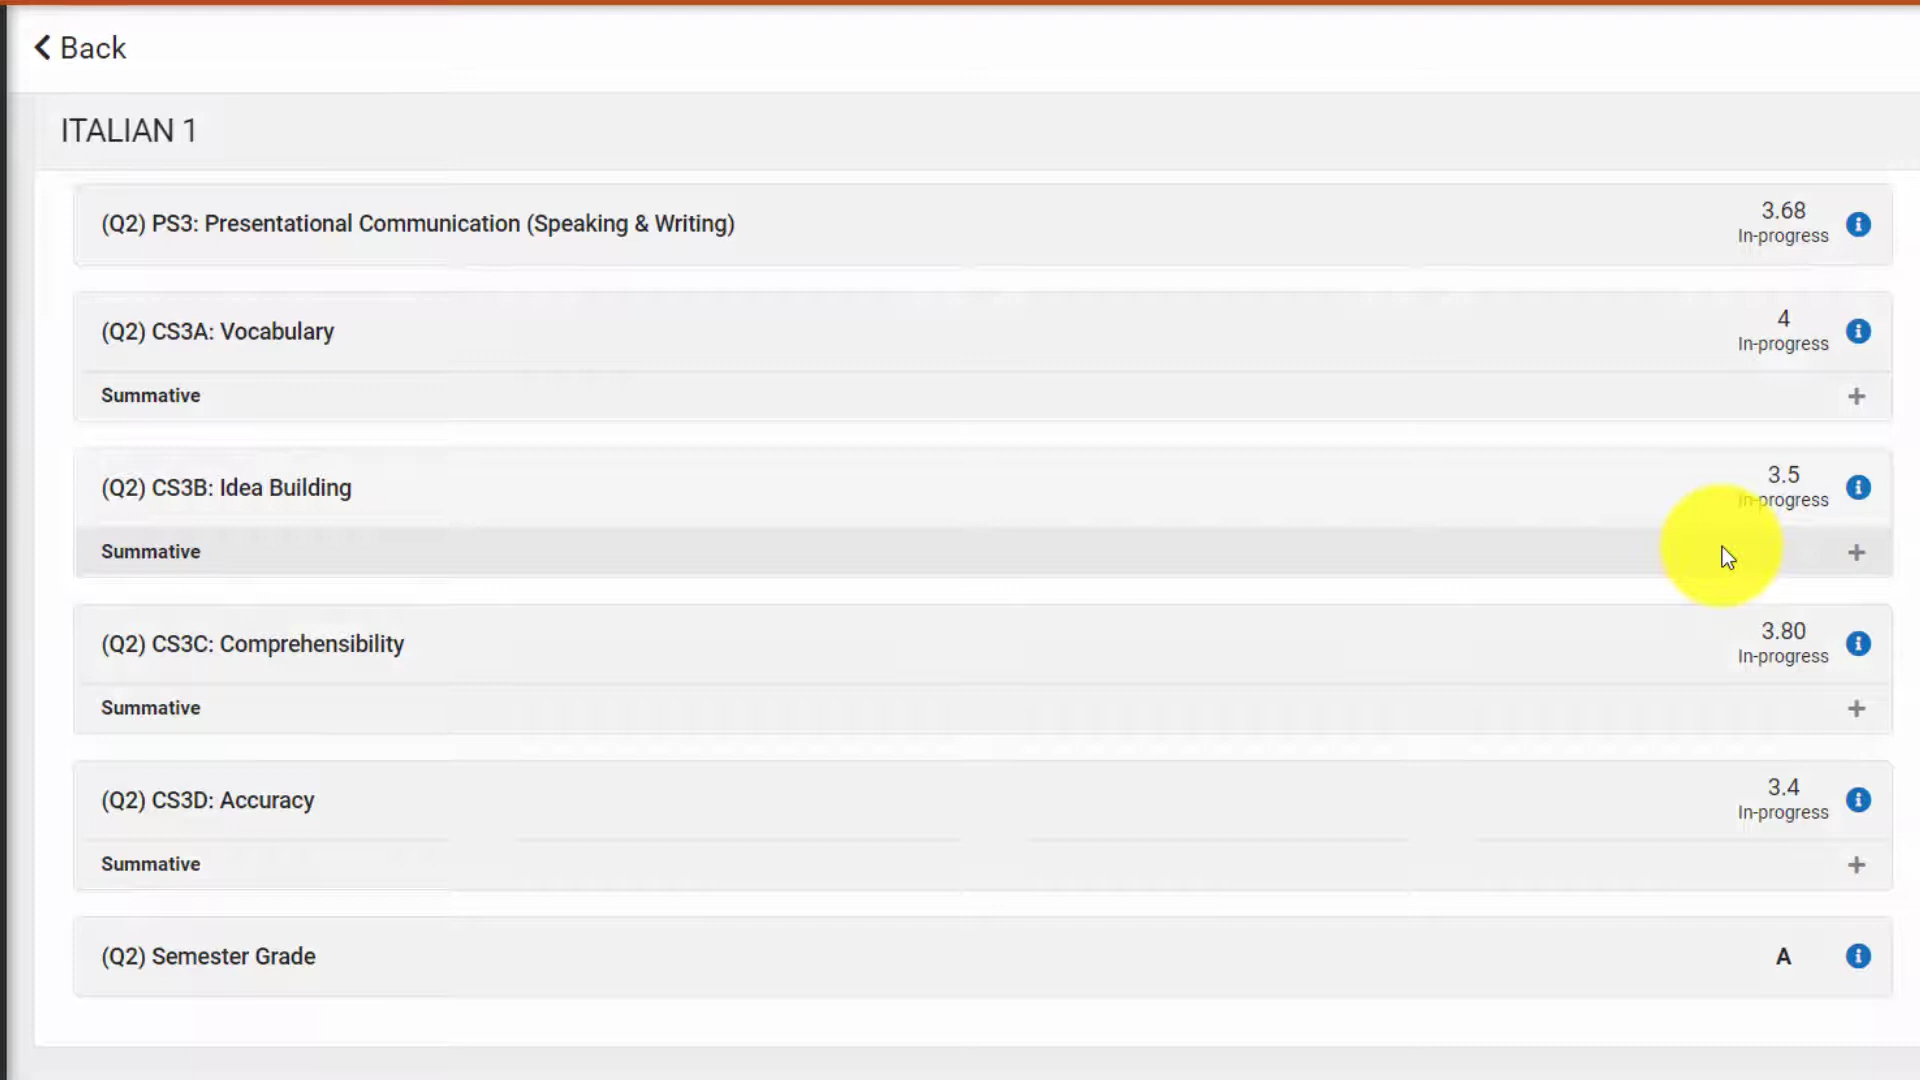 Back
ITALIAN 1
(Q2) PS3: Presentational Communication (Speaking & Writing)
3.68
In-progress
(Q2) CS3A: Vocabulary
4
In-progress
Summative
(Q2) CS3B: Idea Building
3.5
In-progress
Summative
(Q2) CS3C: Comprehensibility
3.80
In-progress
Summative
(Q2) CS3D: Accuracy
3.4
In-progress
Summative
(Q2) Semester Grade
A